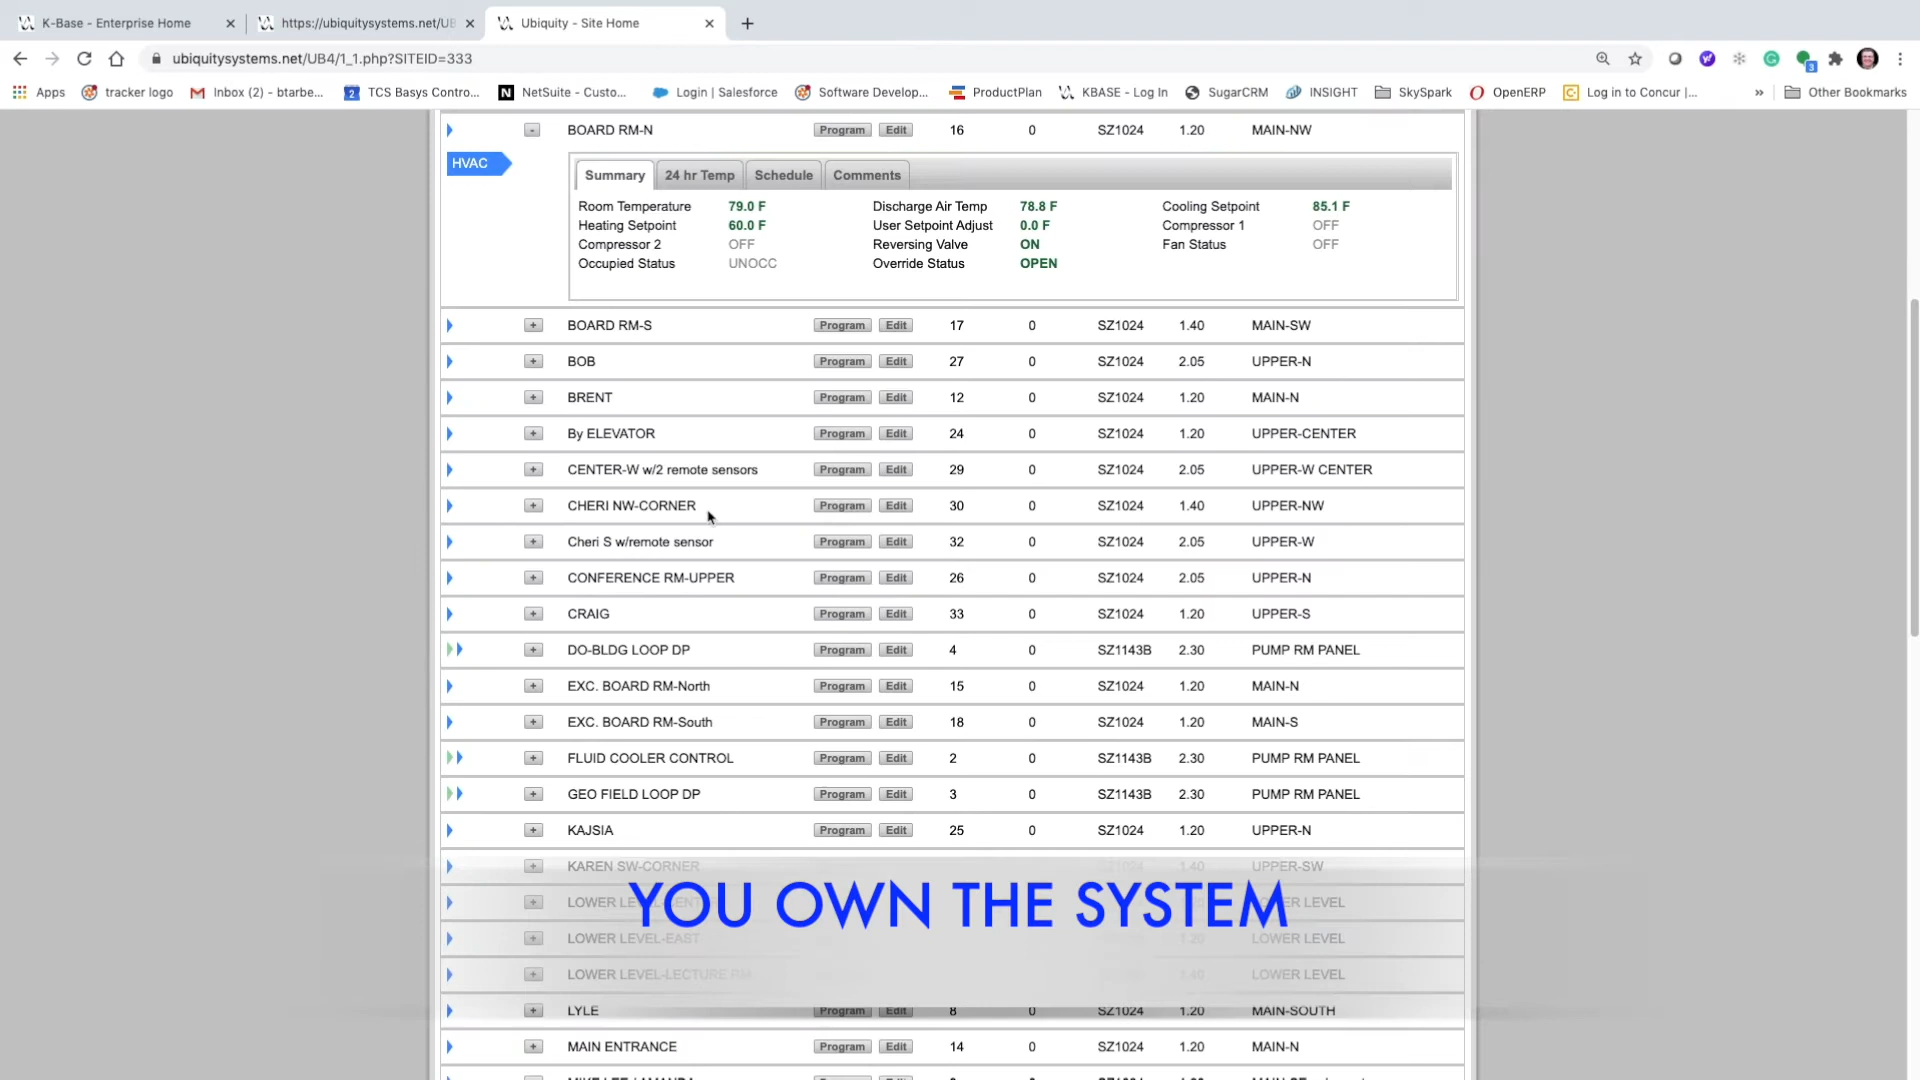 K-Base - Enterprise Home
https://ubiquitysystems.net/UB
Ubiquity - Site Home
ubiquitysystems.net/UB4/1_1.php?SITEID=333
3
Apps tracker logo Inbox (2) - btarbe... 2 TCS Basys Contro... N NetSuite - Custo... Login | Salesforce Software Develop... ProductPlan KBASE - Log In SugarCRM INSIGHT SkySpark OpenERP Log in to Concur |... » Other Bookmarks
- BOARD RM-N Program Edit 16 0 SZ1024 1.20 MAIN-NW
HVAC
Summary 24 hr Temp Schedule Comments
Room Temperature 79.0 F Discharge Air Temp 78.8 F Cooling Setpoint 85.1 F
Heating Setpoint 60.0 F User Setpoint Adjust 0.0 F Compressor 1 OFF
Compressor 2 OFF Reversing Valve ON Fan Status OFF
Occupied Status UNOCC Override Status OPEN
+ BOARD RM-S Program Edit 17 0 SZ1024 1.40 MAIN-SW
+ BOB Program Edit 27 0 SZ1024 2.05 UPPER-N
+ BRENT Program Edit 12 0 SZ1024 1.20 MAIN-N
+ By ELEVATOR Program Edit 24 0 SZ1024 1.20 UPPER-CENTER
+ CENTER-W w/2 remote sensors Program Edit 29 0 SZ1024 2.05 UPPER-W CENTER
+ CHERI NW-CORNER Program Edit 30 0 SZ1024 1.40 UPPER-NW
+ Cheri S w/remote sensor Program Edit 32 0 SZ1024 2.05 UPPER-W
+ CONFERENCE RM-UPPER Program Edit 26 0 SZ1024 2.05 UPPER-N
+ CRAIG Program Edit 33 0 SZ1024 1.20 UPPER-S
+ DO-BLDG LOOP DP Program Edit 4 0 SZ1143B 2.30 PUMP RM PANEL
+ EXC. BOARD RM-North Program Edit 15 0 SZ1024 1.20 MAIN-N
+ EXC. BOARD RM-South Program Edit 18 0 SZ1024 1.20 MAIN-S
+ FLUID COOLER CONTROL Program Edit 2 0 SZ1143B 2.30 PUMP RM PANEL
+ GEO FIELD LOOP DP Program Edit 3 0 SZ1143B 2.30 PUMP RM PANEL
+ KAJSIA Program Edit 25 0 SZ1024 1.20 UPPER-N
+ KAREN SW-CORNER 1.40 UPPER-SW
YOU OWN THE SYSTEM
+ LOWER LEVEL
+ LOWER LEVEL-EAST 1.20 LOWER LEVEL
+ LOWER LEVEL-LECTURE RM 1.40 LOWER LEVEL
+ LYLE Program Edit 8 0 SZ1024 1.20 MAIN-SOUTH
+ MAIN ENTRANCE Program Edit 14 0 SZ1024 1.20 MAIN-N